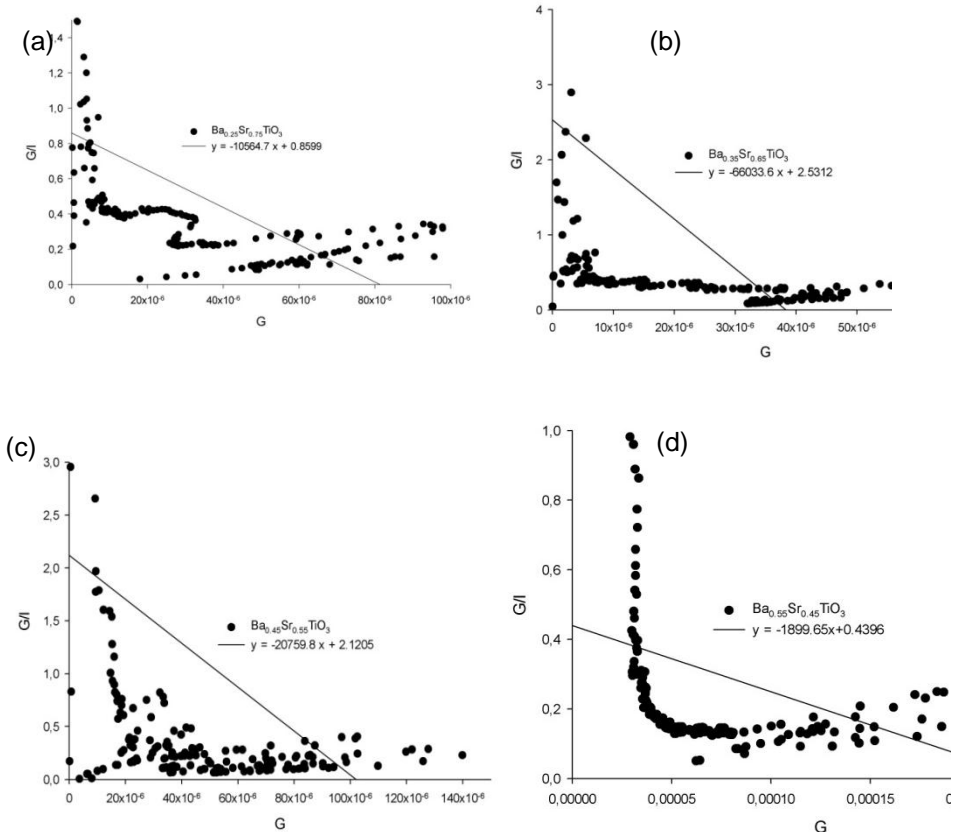 (a)
1,4
1,2
1,0
0,8
0,6
0,4
0,2
0,0
G/I
Ba0.25Sr0.75TiO3
y = -10564.7 x + 0.8599
0 20x10-6 40x10-6 60x10-6 80x10-6 100x10-6
G
(b)
4
3
2
1
0
G/I
Ba0.35Sr0.65TiO3
y = -66033.6 x + 2.5312
0 10x10-6 20x10-6 30x10-6 40x10-6 50x10-6
G
(c)
3,0
2,5
2,0
1,5
1,0
0,5
0,0
G/I
Ba0.45Sr0.55TiO3
y = -20759.8 x + 2.1205
0 20x10-6 40x10-6 60x10-6 80x10-6 100x10-6 120x10-6 140x10-6
G
(d)
1,0
0,8
0,6
0,4
0,2
0,0
G/I
Ba0.55Sr0.45TiO3
y = -1899.65x+0.4396
0,00000 0,00005 0,00010 0,00015
G